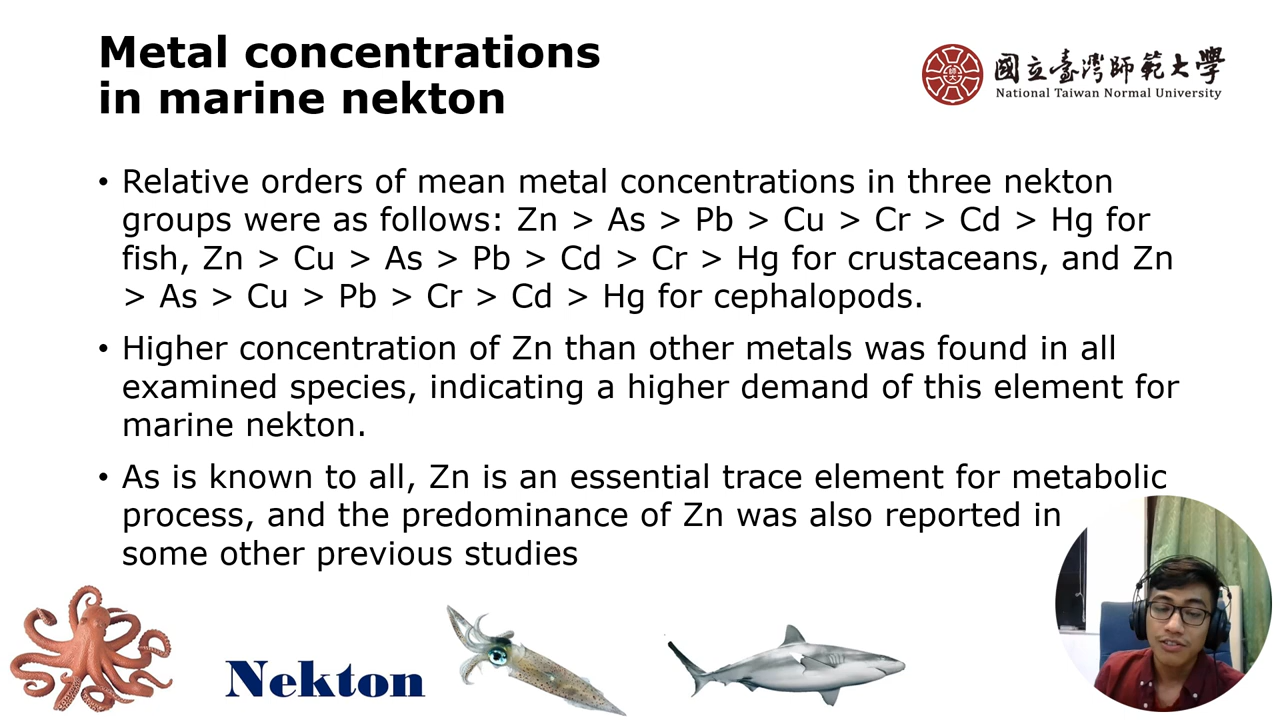 Metal concentrations
in marine nekton
國立臺灣師範大學
National Taiwan Normal University
• Relative orders of mean metal concentrations in three nekton
groups were as follows: Zn > As > Pb > Cu > Cr > Cd > Hg for
fish, Zn > Cu > As > Pb > Cd > Cr > Hg for crustaceans, and Zn
> As > Cu > Pb > Cr > Cd > Hg for cephalopods.
• Higher concentration of Zn than other metals was found in all
examined species, indicating a higher demand of this element for
marine nekton.
• As is known to all, Zn is an essential trace element for metabolic
process, and the predominance of Zn was also reported in
some other previous studies
Nekton